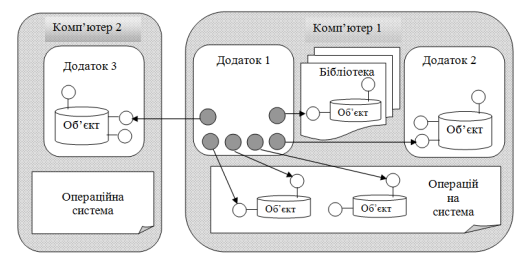 Комп’ютер 2
Комп’ютер 1
Додаток 3
Додаток 1
Бібліотека
Додаток 2
Об’єкт
Об’єкт
Об’єкт
Операційна
система
Операцій
на
система
Об’єкт
Об’єкт